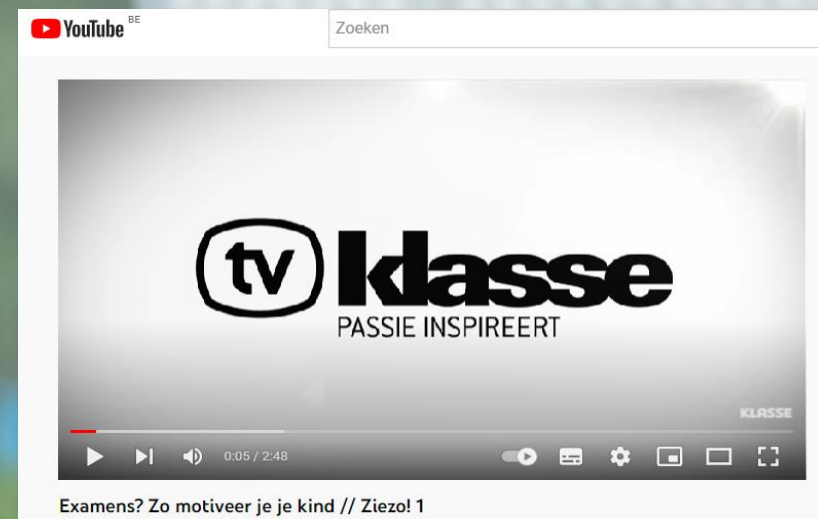 YouTube BE
Zoeken
tv klasse
PASSIE INSPIREERT
KLASSE
0:05 / 2:48
Examens? Zo motiveer je je kind // Ziezo! 1